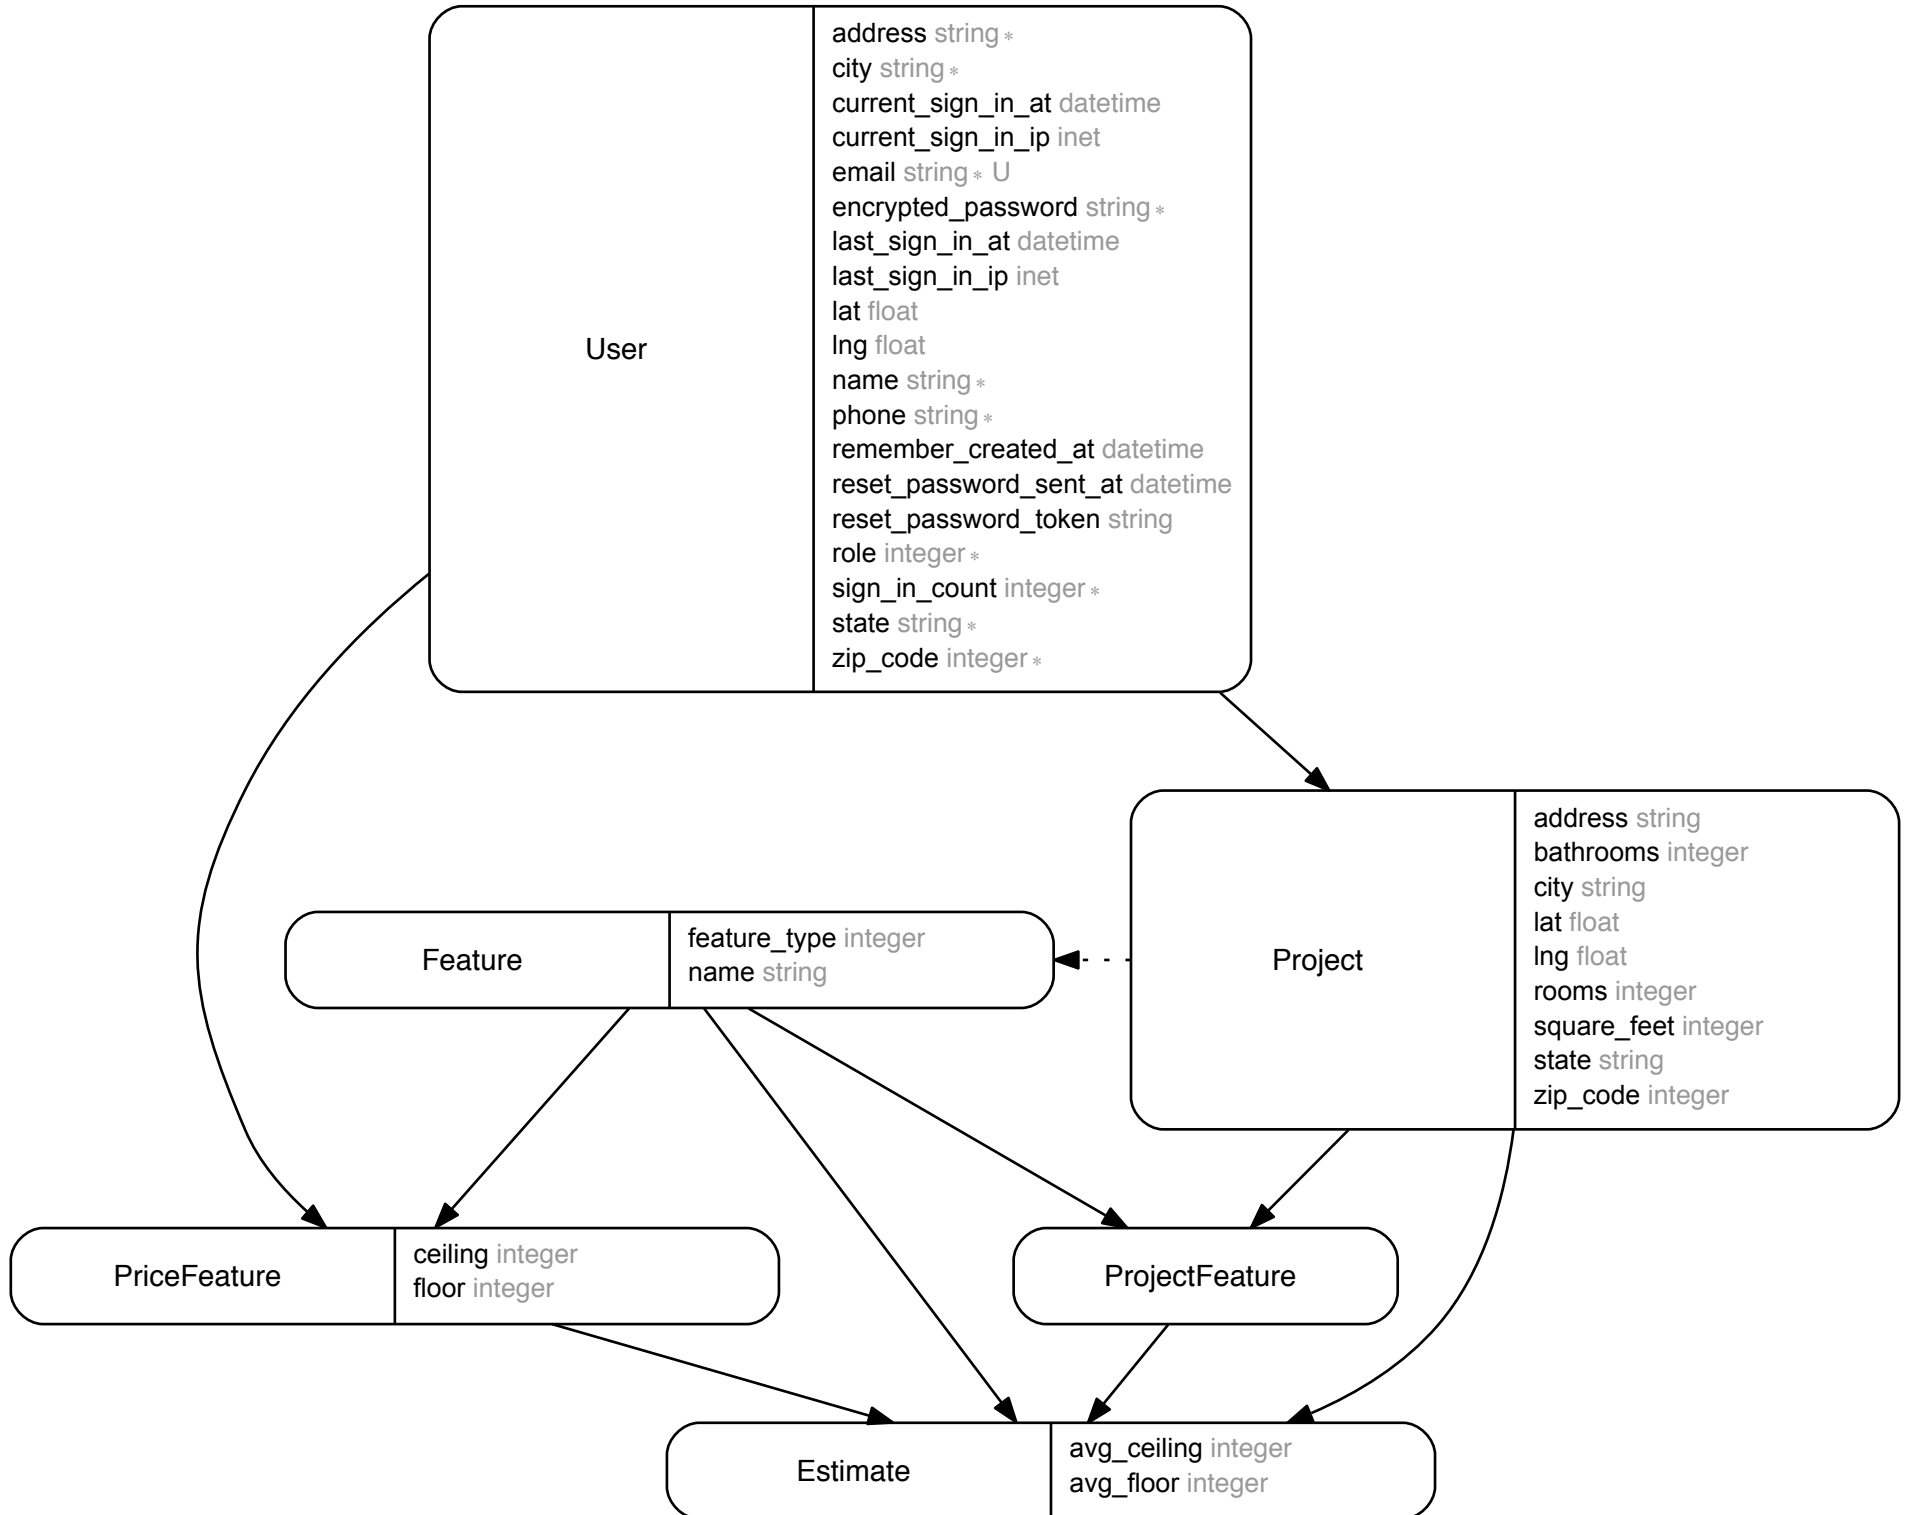 User
address string *
city string *
current_sign_in_at datetime
current_sign_in_ip inet
email string * U
encrypted_password string *
last_sign_in_at datetime
last_sign_in_ip inet
lat float
lng float
name string *
phone string *
remember_created_at datetime
reset_password_sent_at datetime
reset_password_token string
role integer *
sign_in_count integer *
state string *
zip_code integer *
Feature
feature_type integer
name string
Project
address string
bathrooms integer
city string
lat float
lng float
rooms integer
square_feet integer
state string
zip_code integer
PriceFeature
ceiling integer
floor integer
ProjectFeature
Estimate
avg_ceiling integer
avg_floor integer